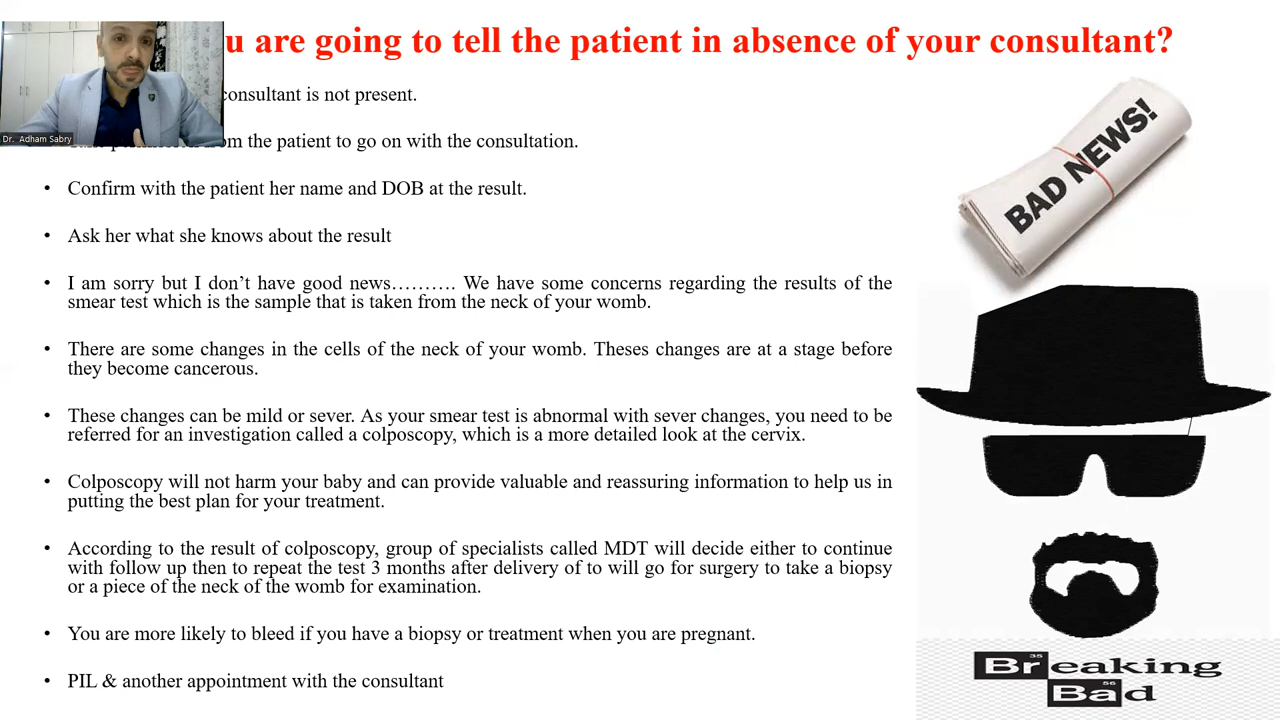 u are going to tell the patient in absence of your consultant?
consultant is not present.
from the patient to go on with the consultation.
• Confirm with the patient her name and DOB at the result.
• Ask her what she knows about the result
• I am sorry but I don’t have good news………. We have some concerns regarding the results of the
smear test which is the sample that is taken from the neck of your womb.
• There are some changes in the cells of the neck of your womb. Theses changes are at a stage before
they become cancerous.
• These changes can be mild or sever. As your smear test is abnormal with sever changes, you need to be
referred for an investigation called a colposcopy, which is a more detailed look at the cervix.
• Colposcopy will not harm your baby and can provide valuable and reassuring information to help us in
putting the best plan for your treatment.
• According to the result of colposcopy, group of specialists called MDT will decide either to continue
with follow up then to repeat the test 3 months after delivery of to will go for surgery to take a biopsy
or a piece of the neck of the womb for examination.
• You are more likely to bleed if you have a biopsy or treatment when you are pregnant.
• PIL & another appointment with the consultant
Dr. Adham Sabry
BAD NEWS!
35
Breaking
56
Bad